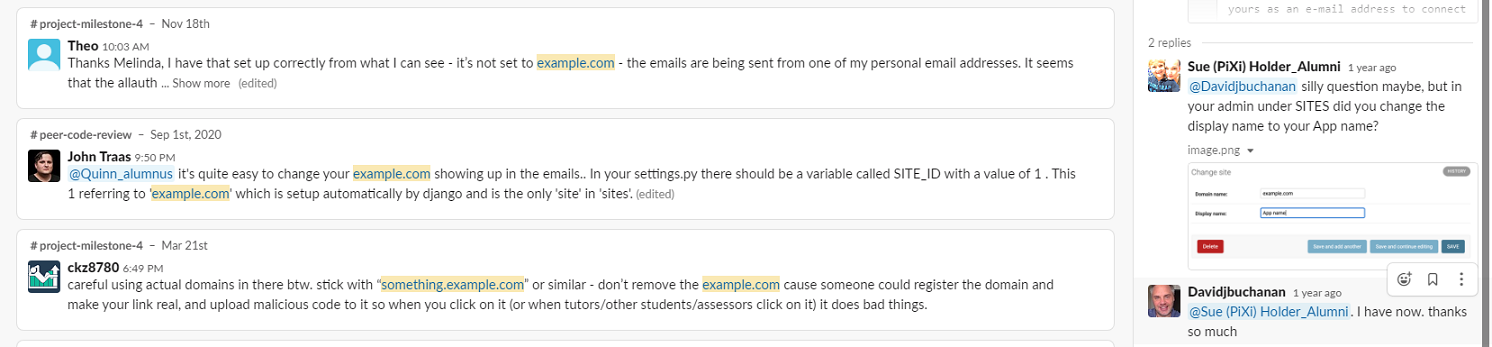 # project-milestone-4 – Nov 18th
Theo 10:03 AM
Thanks Melinda, I have that set up correctly from what I can see - it's not set to example.com - the emails are being sent from one of my personal email addresses. It seems
that the allauth ... Show more (edited)
# peer-code-review – Sep 1st, 2020
John Traas 9:50 PM
@Quinn_alumnus it's quite easy to change your example.com showing up in the emails.. In your settings.py there should be a variable called SITE_ID with a value of 1 . This
1 referring to 'example.com' which is setup automatically by django and is the only 'site' in 'sites'. (edited)
# project-milestone-4 – Mar 21st
ckz8780 6:49 PM
careful using actual domains in there btw. stick with "something.example.com" or similar - don't remove the example.com cause someone could register the domain and
make your link real, and upload malicious code to it so when you click on it (or when tutors/other students/assessors click on it) it does bad things.
yours as an e-mail address to connect
2 replies
Sue (PiXi) Holder_Alumni 1 year ago
@Davidjbuchanan silly question maybe, but in
your admin under SITES did you change the
display name to your App name?
image.png
Change site
HISTORY
Domain name: example.com
Display name: App name
Delete Save and add another Save and continue editing SAVE
Davidjbuchanan 1 year ago
@Sue (PiXi) Holder_Alumni. I have now. thanks
so much